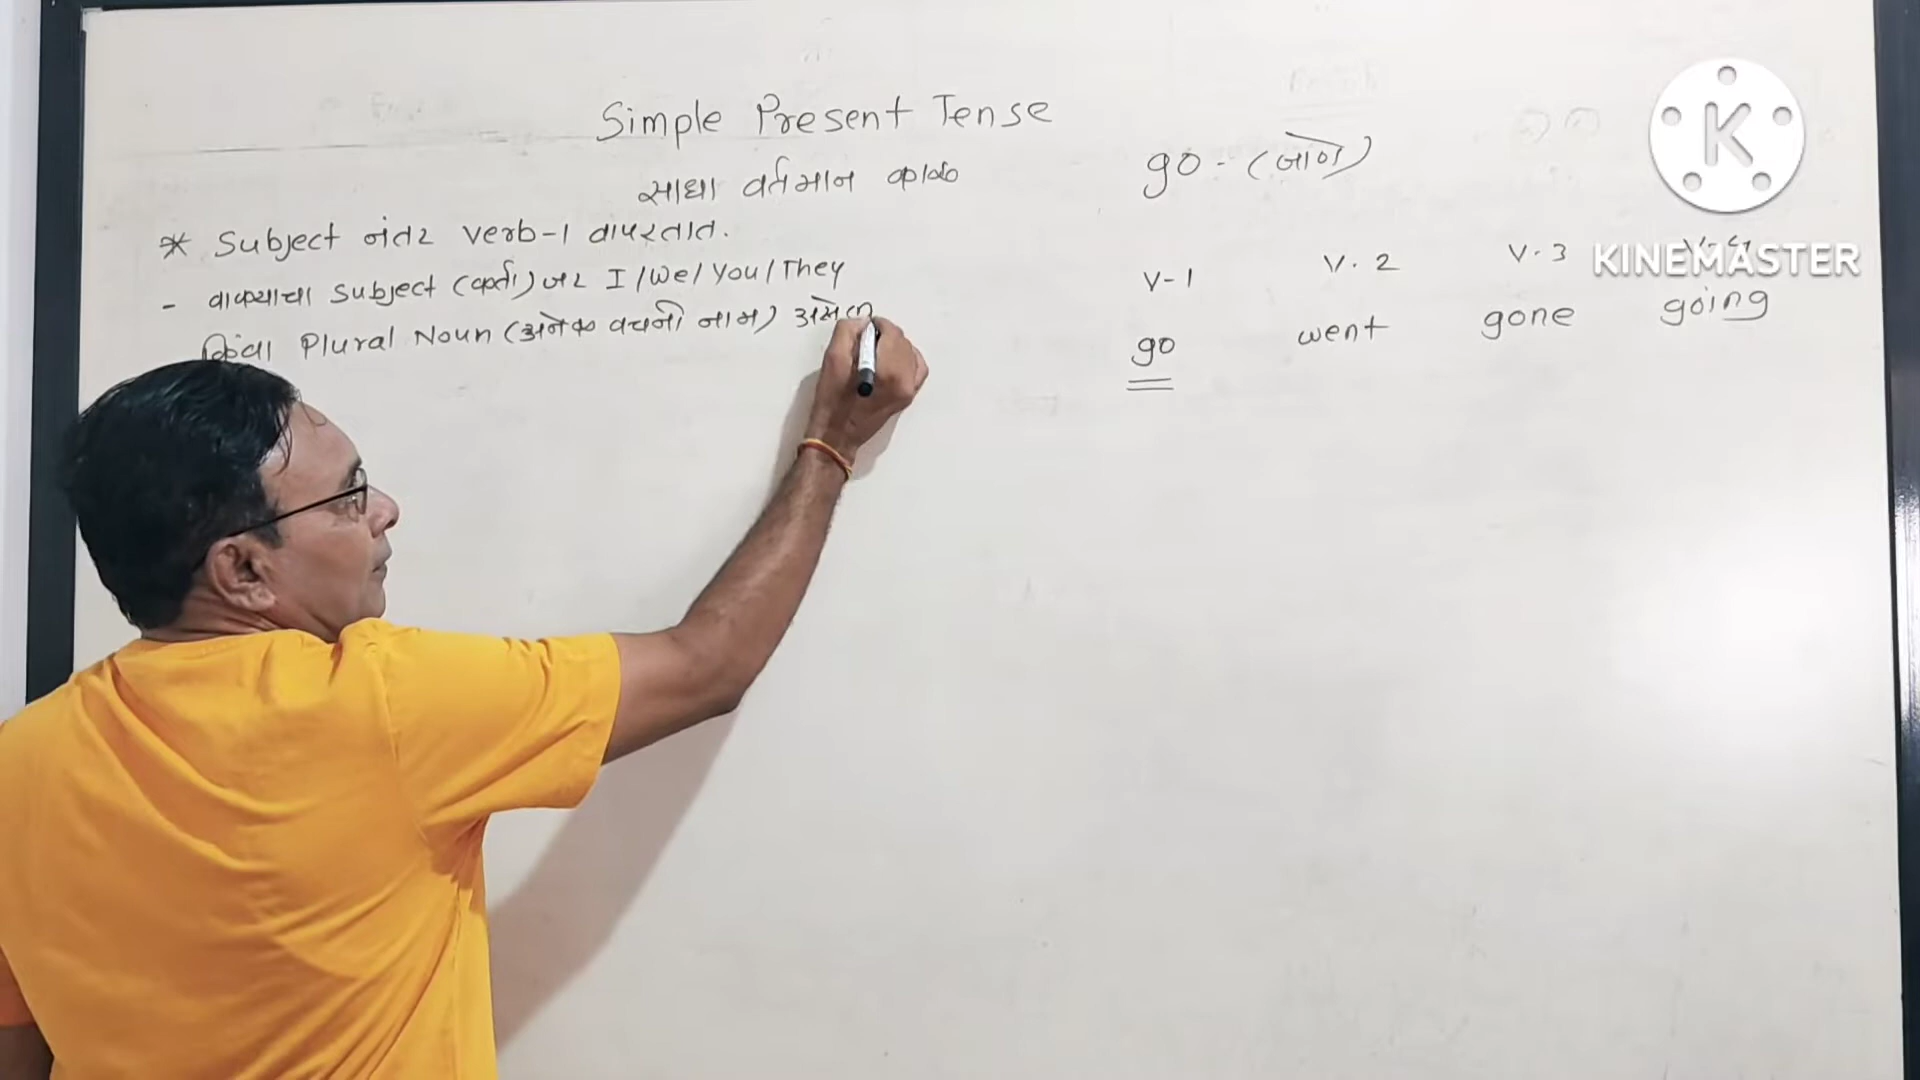 Simple Present Tense
साधा वर्तमान काळ
* Subject नंतर verb-1 वापरतात.
- वाक्याचा subject (कर्ता) जर I/We/You/They
किंवा Plural Noun (अनेक वचनी नाम)
go - (जाणे)
V-1 V.2 V.3
go went gone going
K
KINEMASTER